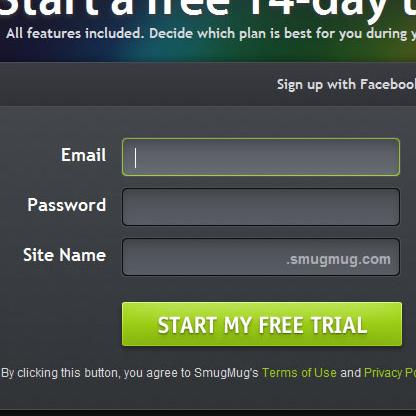 Start a free 14-day t
All features included. Decide which plan is best for you during y
Sign up with Facebook
Email
Password
Site Name
.smugmug.com
START MY FREE TRIAL
By clicking this button, you agree to SmugMug's Terms of Use and Privacy Po